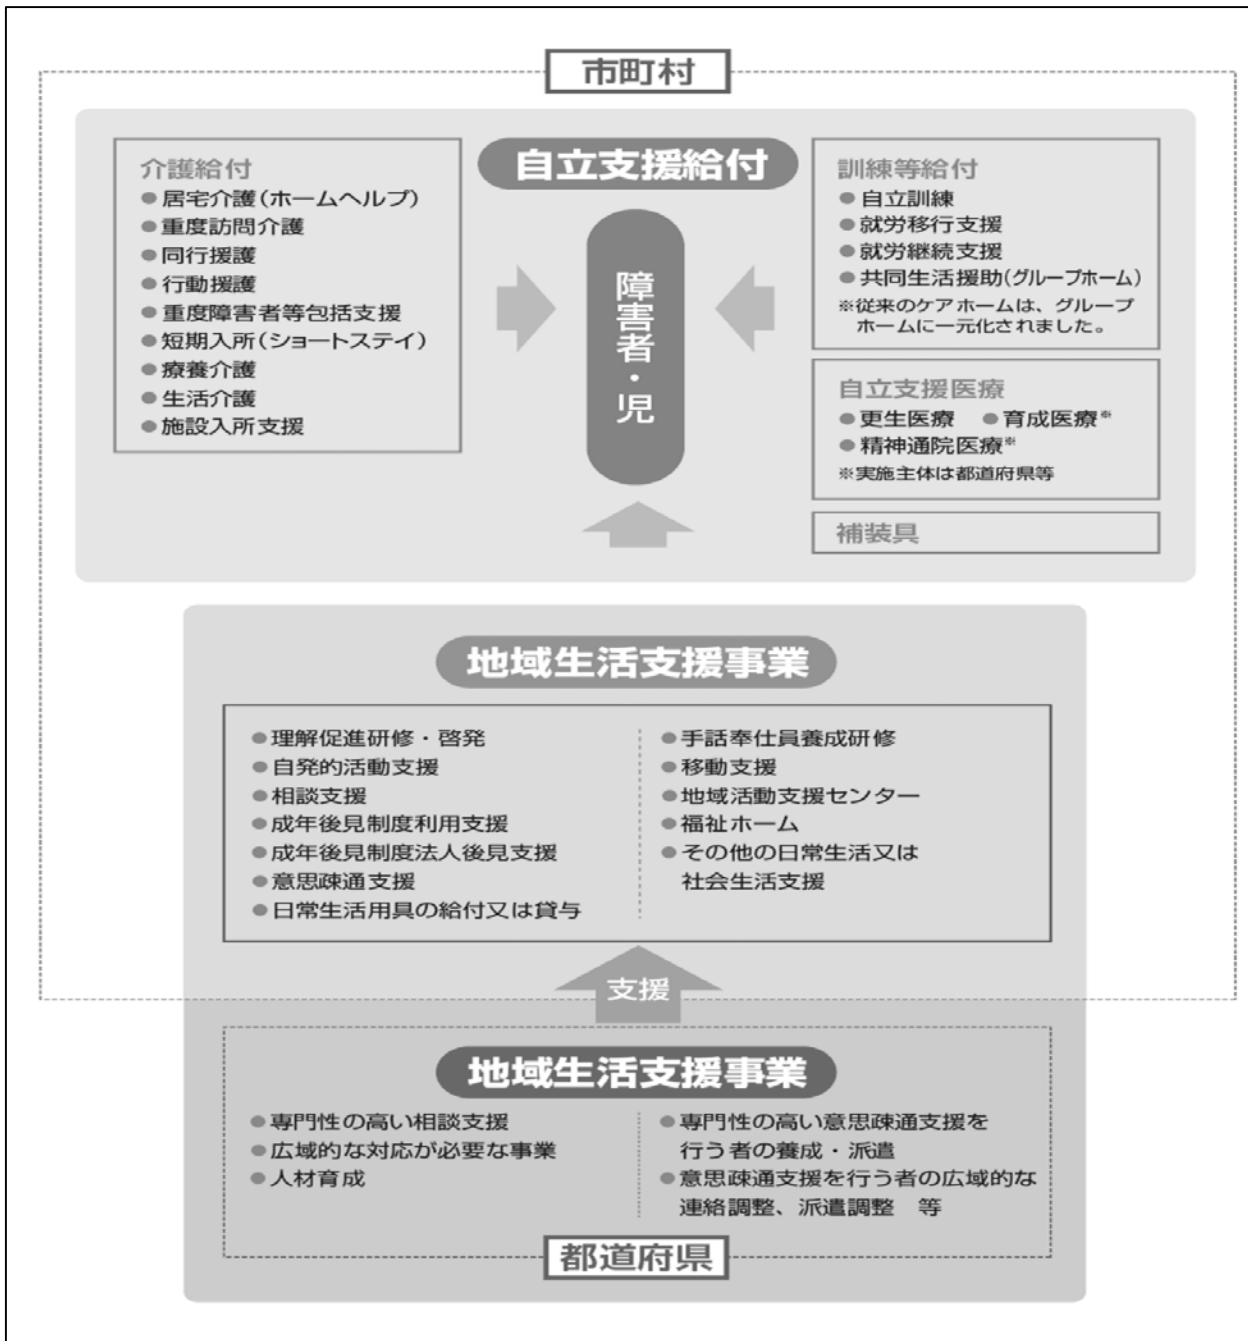 市町村
自立支援給付
介護給付
●居宅介護(ホームヘルプ)
●重度訪問介護
●同行援護
●行動援護
●重度障害者等包括支援
●短期入所(ショートステイ)
●療養介護
●生活介護
●施設入所支援
障害者・児
訓練等給付
●自立訓練
●就労移行支援
●就労継続支援
●共同生活援助(グループホーム)
※従来のケアホームは、グループ
ホームに一元化されました。
自立支援医療
●更生医療 ●育成医療※
●精神通院医療※
※実施主体は都道府県等
補装具
地域生活支援事業
●理解促進研修・啓発
●自発的活動支援
●相談支援
●成年後見制度利用支援
●成年後見制度法人後見支援
●意思疎通支援
●日常生活用具の給付又は貸与
●手話奉仕員養成研修
●移動支援
●地域活動支援センター
●福祉ホーム
●その他の日常生活又は
社会生活支援
支援
地域生活支援事業
●専門性の高い相談支援
●広域的な対応が必要な事業
●人材育成
●専門性の高い意思疎通支援を
行う者の養成・派遣
●意思疎通支援を行う者の広域的な
連絡調整、派遣調整 等
都道府県